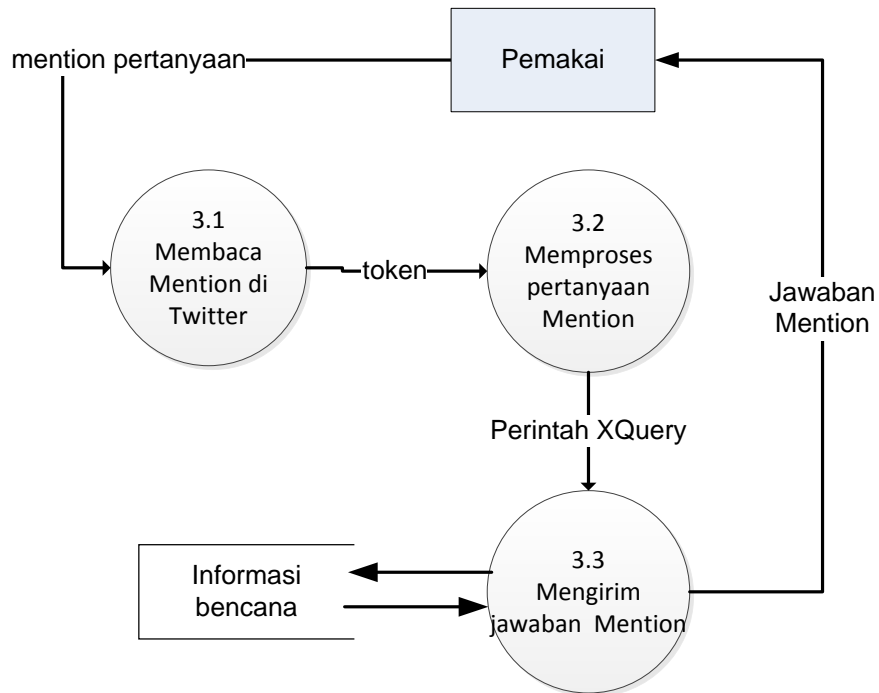 mention pertanyaan
Pemakai
3.1
Membaca
Mention di
Twitter
token
3.2
Memproses
pertanyaan
Mention
Jawaban
Mention
Perintah XQuery
Informasi
bencana
3.3
Mengirim
jawaban Mention